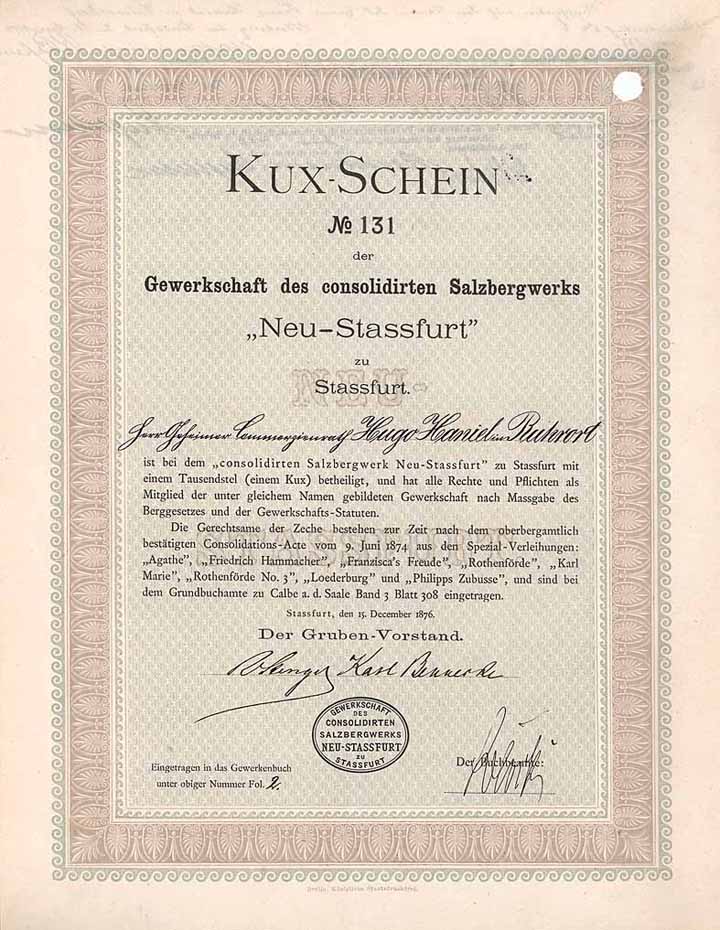 KUX-SCHEIN
No 131
der
Gewerkschaft des consolidirten Salzbergwerks
„Neu-Stassfurt”
zu
Stassfurt.
Herr Geheimer Commerzienrath Hugo Haniel in Ruhrort
ist bei dem „consolidirten Salzbergwerk Neu-Stassfurt” zu Stassfurt mit
einem Tausendstel (einem Kux) betheiligt, und hat alle Rechte und Pflichten als
Mitglied der unter gleichem Namen gebildeten Gewerkschaft nach Massgabe des
Berggesetzes und der Gewerkschafts-Statuten.
Die Gerechtsame der Zeche bestehen zur Zeit nach dem oberbergamtlich
bestätigten Consolidations-Acte vom 9. Juni 1874 aus den Spezial-Verleihungen:
„Agathe”, „Friedrich Hammacher”, „Franzisca's Freude”, „Rothenförde”, „Karl
Marie”, „Rothenförde No. 3”, „Loederburg” und „Philipps Zubusse”, und sind bei
dem Grundbuchamte zu Calbe a. d. Saale Band 3 Blatt 308 eingetragen.
Stassfurt, den 15. December 1876.
Der Gruben-Vorstand.
Karl Bennecke
GEWERKSCHAFT
DES
CONSOLIDIRTEN
SALZBERGWERKS
NEU-STASSFURT
zu
STASSFURT
Eingetragen in das Gewerkenbuch
unter obiger Nummer Fol. 2.
Der Buchbeamte:
Berlin, Königliche Staatsdruckerei.